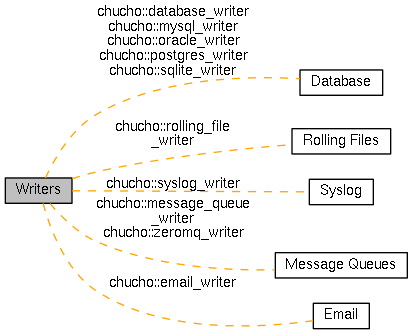 chucho::database_writer
chucho::mysql_writer
chucho::oracle_writer
chucho::postgres_writer
chucho::sqlite_writer
Database
chucho::rolling_file
_writer
Rolling Files
Writers
chucho::syslog_writer
Syslog
chucho::message_queue
_writer
chucho::zeromq_writer
Message Queues
chucho::email_writer
Email